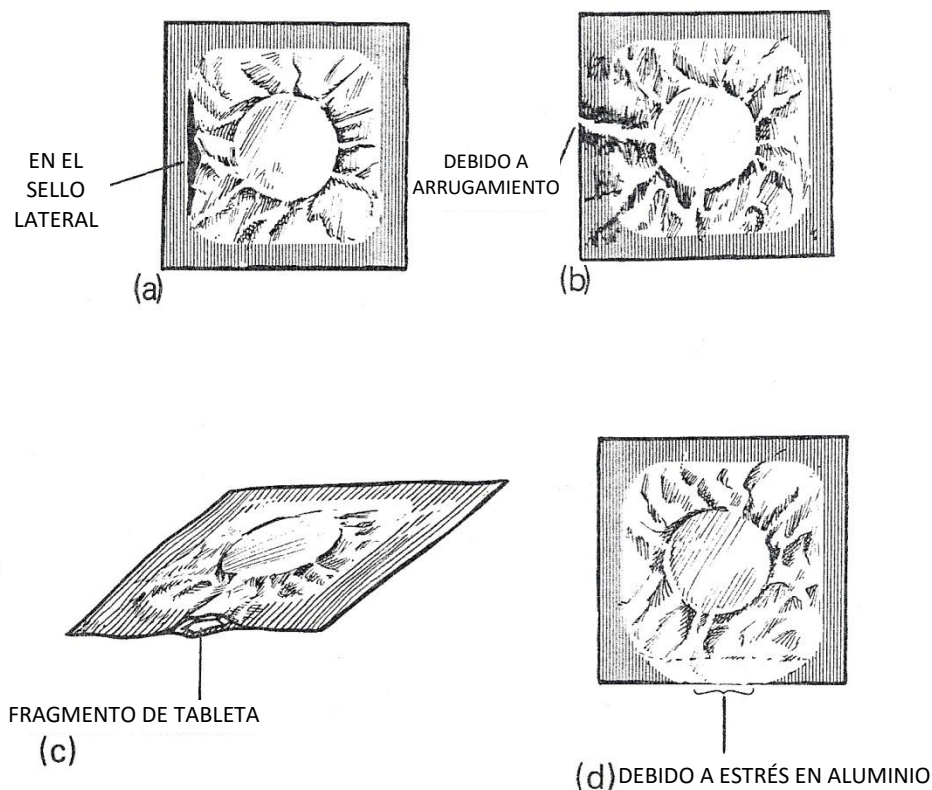 EN EL
SELLO
LATERAL
(a)
DEBIDO A
ARRUGAMIENTO
(b)
FRAGMENTO DE TABLETA
(c)
(d) DEBIDO A ESTRÉS EN ALUMINIO